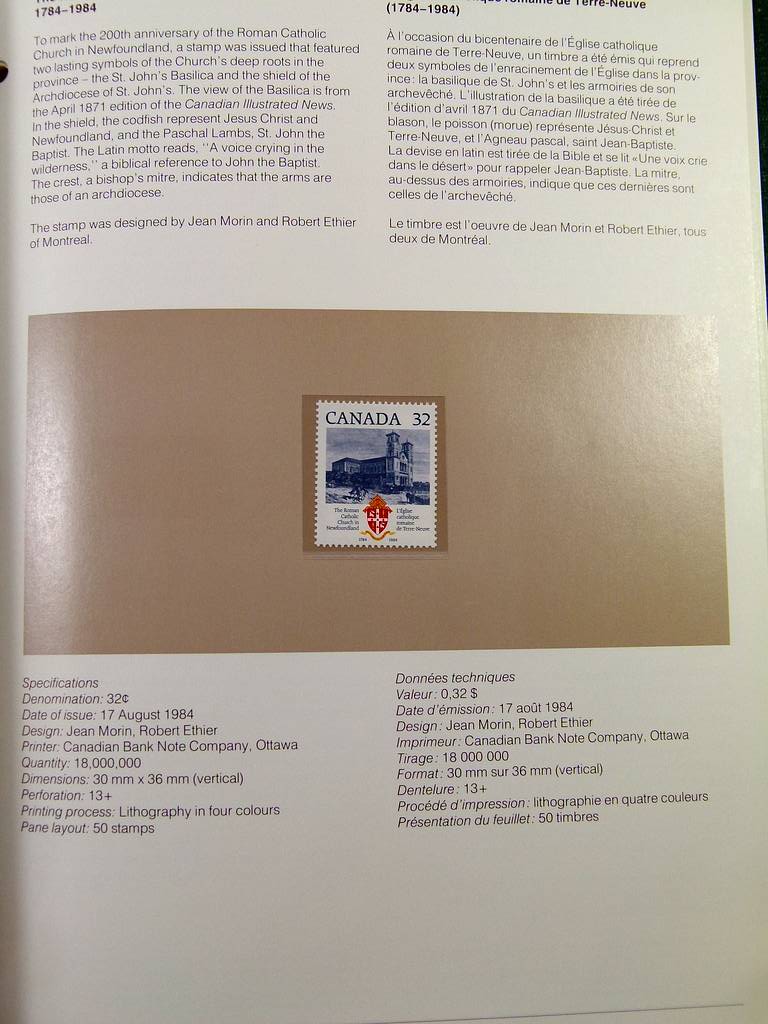 1784–1984
To mark the 200th anniversary of the Roman Catholic
Church in Newfoundland, a stamp was issued that featured
two lasting symbols of the Church's deep roots in the
province – the St. John's Basilica and the shield of the
Archdiocese of St. John's. The view of the Basilica is from
the April 1871 edition of the Canadian Illustrated News.
In the shield, the codfish represent Jesus Christ and
Newfoundland, and the Paschal Lambs, St. John the
Baptist. The Latin motto reads, "A voice crying in the
wilderness," a biblical reference to John the Baptist.
The crest, a bishop's mitre, indicates that the arms are
those of an archdiocese.
The stamp was designed by Jean Morin and Robert Ethier
of Montreal.
romaine de Terre-Neuve
(1784–1984)
À l'occasion du bicentenaire de l'Église catholique
romaine de Terre-Neuve, un timbre a été émis qui reprend
deux symboles de l'enracinement de l'Église dans la prov-
ince: la basilique de St. John's et les armoiries de son
archevêché. L'illustration de la basilique a été tirée de
l'édition d'avril 1871 du Canadian Illustrated News. Sur le
blason, le poisson (morue) représente Jésus-Christ et
Terre-Neuve, et l'Agneau pascal, saint Jean-Baptiste.
La devise en latin est tirée de la Bible et se lit «Une voix crie
dans le désert» pour rappeler Jean-Baptiste. La mitre,
au-dessus des armoiries, indique que ces dernières sont
celles de l'archevêché.
Le timbre est l'oeuvre de Jean Morin et Robert Ethier, tous
deux de Montréal.
CANADA 32
The Roman
Catholic
Church in
Newfoundland
L'Église
catholique
romaine
de Terre-Neuve
1784 1984
Specifications
Denomination: 32¢
Date of issue: 17 August 1984
Design: Jean Morin, Robert Ethier
Printer: Canadian Bank Note Company, Ottawa
Quantity: 18,000,000
Dimensions: 30 mm x 36 mm (vertical)
Perforation: 13+
Printing process: Lithography in four colours
Pane layout: 50 stamps
Données techniques
Valeur: 0,32 $
Date d'émission: 17 août 1984
Design: Jean Morin, Robert Ethier
Imprimeur: Canadian Bank Note Company, Ottawa
Tirage: 18 000 000
Format: 30 mm sur 36 mm (vertical)
Dentelure: 13+
Procédé d'impression: lithographie en quatre couleurs
Présentation du feuillet: 50 timbres